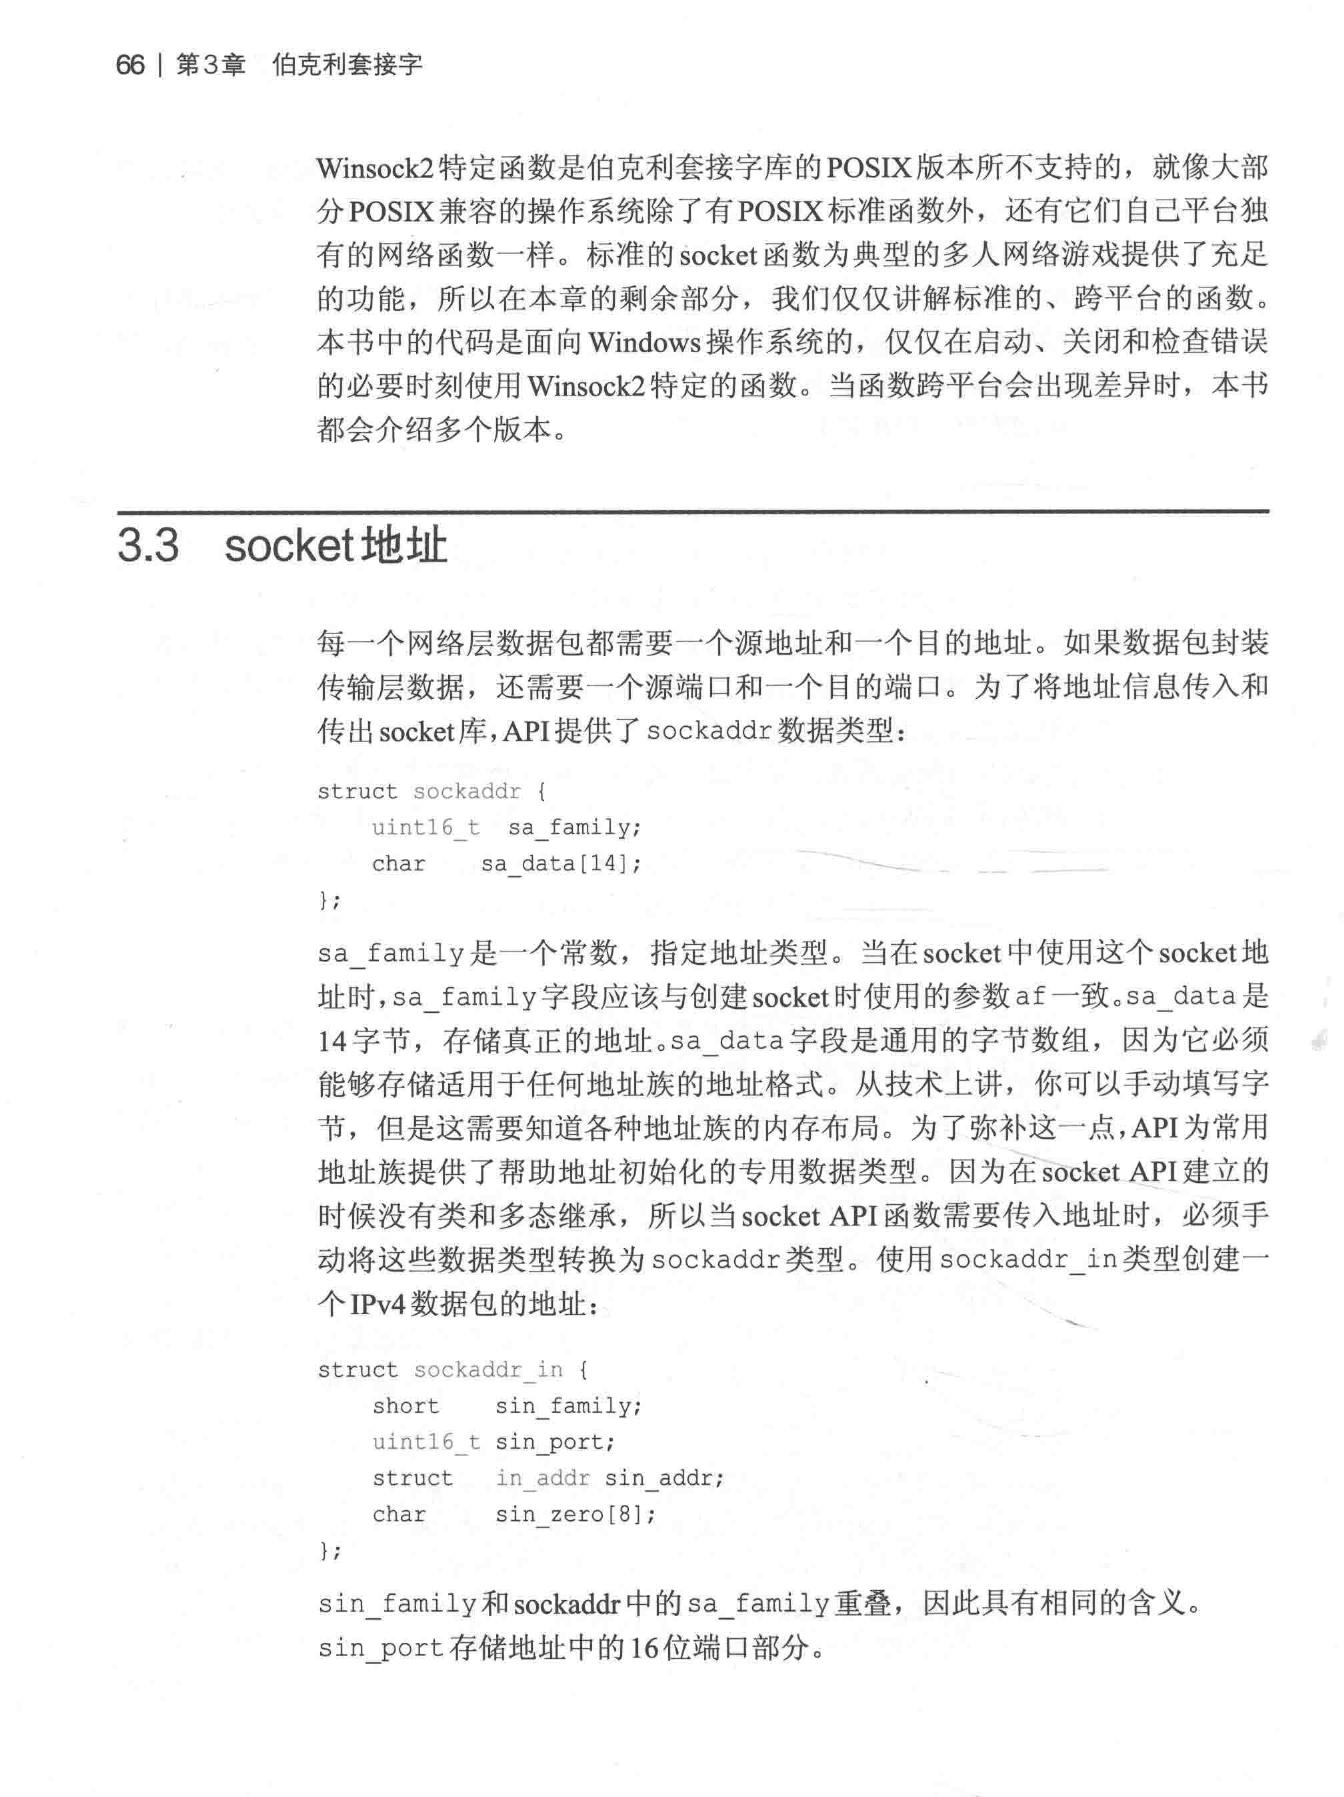 66 | 第3章 伯克利套接字
Winsock2特定函数是伯克利套接字库的POSIX版本所不支持的，就像大部
分POSIX兼容的操作系统除了有POSIX标准函数外，还有它们自己平台独
有的网络函数一样。标准的socket函数为典型的多人网络游戏提供了充足
的功能，所以在本章的剩余部分，我们仅仅讲解标准的、跨平台的函数。
本书中的代码是面向Windows操作系统的，仅仅在启动、关闭和检查错误
的必要时刻使用Winsock2特定的函数。当函数跨平台会出现差异时，本书
都会介绍多个版本。
3.3 socket地址
每一个网络层数据包都需要一个源地址和一个目的地址。如果数据包封装
传输层数据，还需要一个源端口和一个目的端口。为了将地址信息传入和
传出socket库，API提供了sockaddr数据类型：
struct sockaddr {
    uint16_t  sa_family;
    char    sa_data[14];
};
sa_family是一个常数，指定地址类型。当在socket中使用这个socket地
址时，sa_family字段应该与创建socket时使用的参数af一致。sa_data是
14字节，存储真正的地址。sa_data字段是通用的字节数组，因为它必须
能够存储适用于任何地址族的地址格式。从技术上讲，你可以手动填写字
节，但是这需要知道各种地址族的内存布局。为了弥补这一点，API为常用
地址族提供了帮助地址初始化的专用数据类型。因为在socket API建立的
时候没有类和多态继承，所以当socket API函数需要传入地址时，必须手
动将这些数据类型转换为sockaddr类型。使用sockaddr_in类型创建一
个IPv4数据包的地址：
struct sockaddr_in {
    short    sin_family;
    uint16_t sin_port;
    struct   in_addr sin_addr;
    char     sin_zero[8];
};
sin_family和sockaddr中的sa_family重叠，因此具有相同的含义。
sin_port存储地址中的16位端口部分。